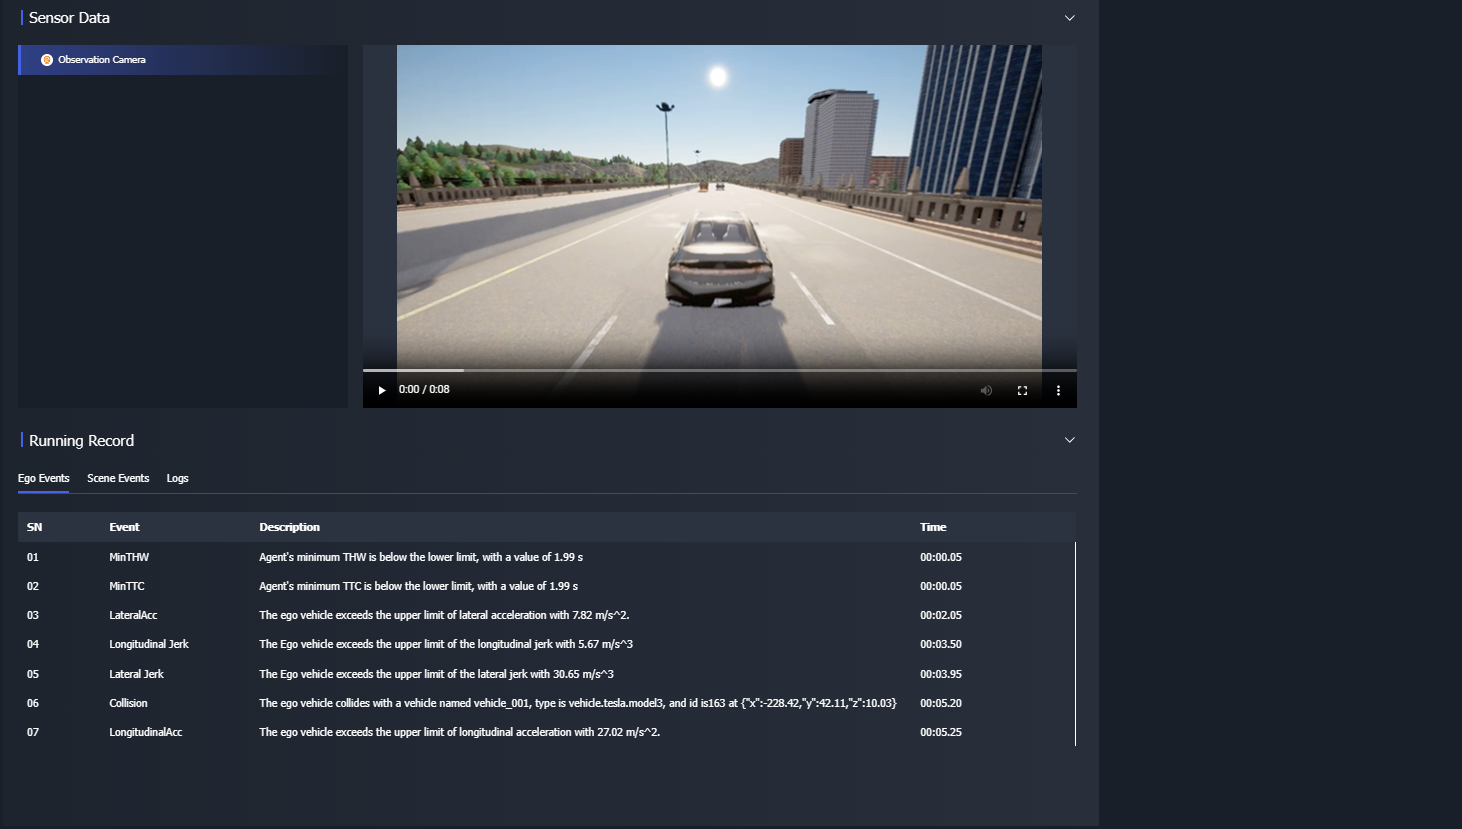 Sensor Data
Observation Camera
0:00 / 0:08
Running Record
Ego Events Scene Events Logs
SN Event Description Time
01 MinTHW Agent's minimum THW is below the lower limit, with a value of 1.99 s 00:00.05
02 MinTTC Agent's minimum TTC is below the lower limit, with a value of 1.99 s 00:00.05
03 LateralAcc The ego vehicle exceeds the upper limit of lateral acceleration with 7.82 m/s^2. 00:02.05
04 Longitudinal Jerk The Ego vehicle exceeds the upper limit of the longitudinal jerk with 5.67 m/s^3 00:03.50
05 Lateral Jerk The Ego vehicle exceeds the upper limit of the lateral jerk with 30.65 m/s^3 00:03.95
06 Collision The ego vehicle collides with a vehicle named vehicle_001, type is vehicle.tesla.model3, and id is163 at {"x":-228.42,"y":42.11,"z":10.03} 00:05.20
07 LongitudinalAcc The ego vehicle exceeds the upper limit of longitudinal acceleration with 27.02 m/s^2. 00:05.25